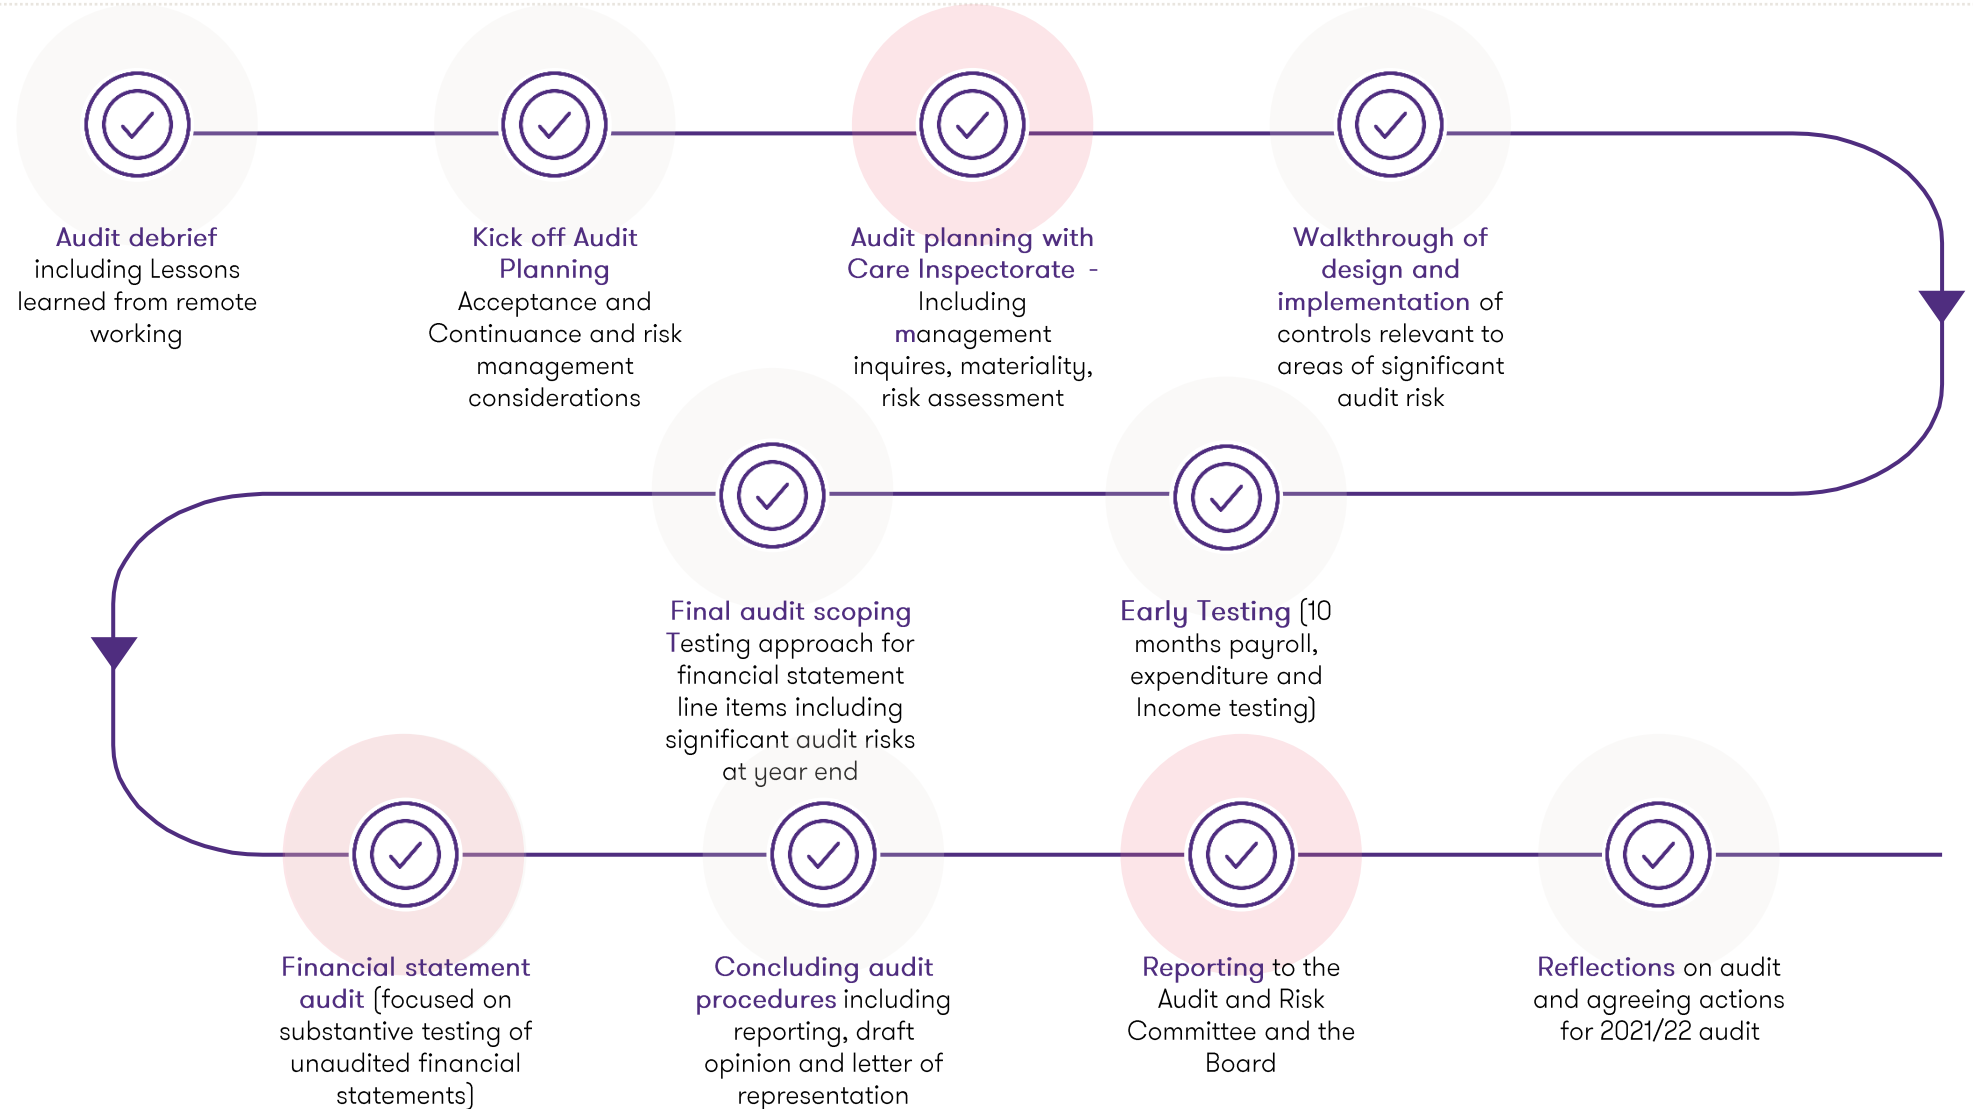 Audit debrief
including Lessons
learned from remote
working
Kick off Audit
Planning
Acceptance and
Continuance and risk
management
considerations
Audit planning with
Care Inspectorate -
Including
management
inquires, materiality,
risk assessment
Walkthrough of
design and
implementation of
controls relevant to
areas of significant
audit risk
Early Testing (10
months payroll,
expenditure and
Income testing)
Final audit scoping
Testing approach for
financial statement
line items including
significant audit risks
at year end
Financial statement
audit (focused on
substantive testing of
unaudited financial
statements)
Concluding audit
procedures including
reporting, draft
opinion and letter of
representation
Reporting to the
Audit and Risk
Committee and the
Board
Reflections on audit
and agreeing actions
for 2021/22 audit